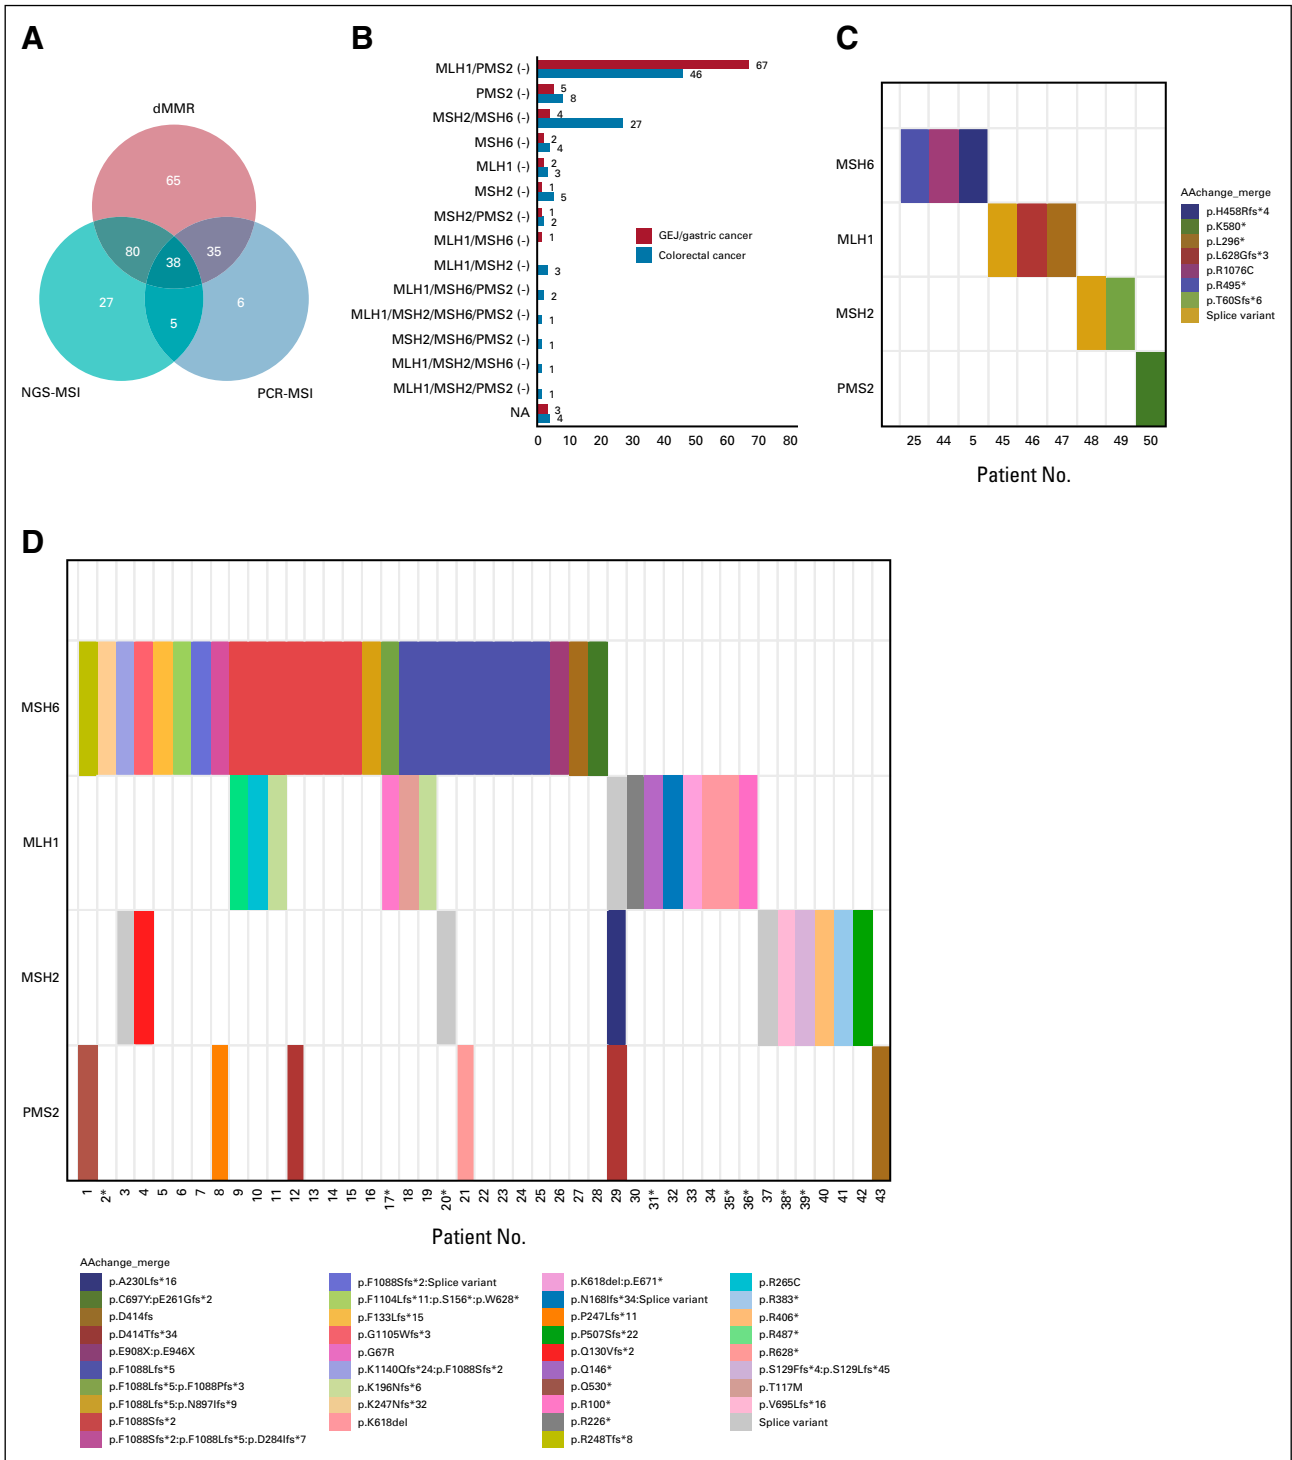 A
dMMR
65
80
38
35
27
5
6
NGS-MSI
PCR-MSI
B
MLH1/PMS2 (-)
67
46
PMS2 (-)
5
8
MSH2/MSH6 (-)
4
27
MSH6 (-)
2
4
MLH1 (-)
2
3
MSH2 (-)
1
5
MSH2/PMS2 (-)
1
2
MLH1/MSH6 (-)
1
MLH1/MSH2 (-)
3
MLH1/MSH6/PMS2 (-)
2
MLH1/MSH2/MSH6/PMS2 (-)
1
MSH2/MSH6/PMS2 (-)
1
MLH1/MSH2/MSH6 (-)
1
MLH1/MSH2/PMS2 (-)
1
NA
3
4
0 10 20 30 40 50 60 70 80
GEJ/gastric cancer
Colorectal cancer
C
MSH6
MLH1
MSH2
PMS2
25 44 5 45 46 47 48 49 50
Patient No.
AAchange_merge
p.H458Rfs*4
p.K580*
p.L296*
p.L628Gfs*3
p.R1076C
p.R495*
p.T60Sfs*6
Splice variant
D
MSH6
MLH1
MSH2
PMS2
1 2* 3 4 5 6 7 8 9 10 11 12 13 14 15 16 17* 18 19 20* 21 22 23 24 25 26 27 28 29 30 31* 32 33 34 35* 36* 37 38* 39* 40 41 42 43
Patient No.
AAchange_merge
p.A230Lfs*16
p.C697Y:pE261Gfs*2
p.D414fs
p.D414Tfs*34
p.E908X:p.E946X
p.F1088Lfs*5
p.F1088Lfs*5:p.F1088Pfs*3
p.F1088Lfs*5:p.N897Ifs*9
p.F1088Sfs*2
p.F1088Sfs*2:p.F1088Lfs*5:p.D284Ifs*7
p.F1088Sfs*2:Splice variant
p.F1104Lfs*11:p.S156*:p.W628*
p.F133Lfs*15
p.G1105Wfs*3
p.G67R
p.K1140Qfs*24:p.F1088Sfs*2
p.K196Nfs*6
p.K247Nfs*32
p.K618del
p.K618del:p.E671*
p.N168Ifs*34:Splice variant
p.P247Lfs*11
p.P507Sfs*22
p.Q130Vfs*2
p.Q146*
p.Q530*
p.R100*
p.R226*
p.R248Tfs*8
p.R265C
p.R383*
p.R406*
p.R487*
p.R628*
p.S129Ffs*4:p.S129Lfs*45
p.T117M
p.V695Lfs*16
Splice variant